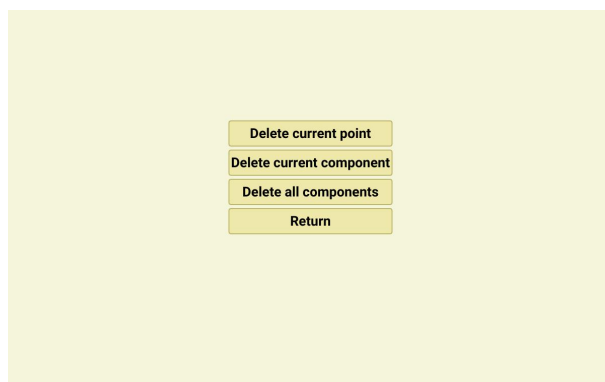 Delete current point
Delete current component
Delete all components
Return